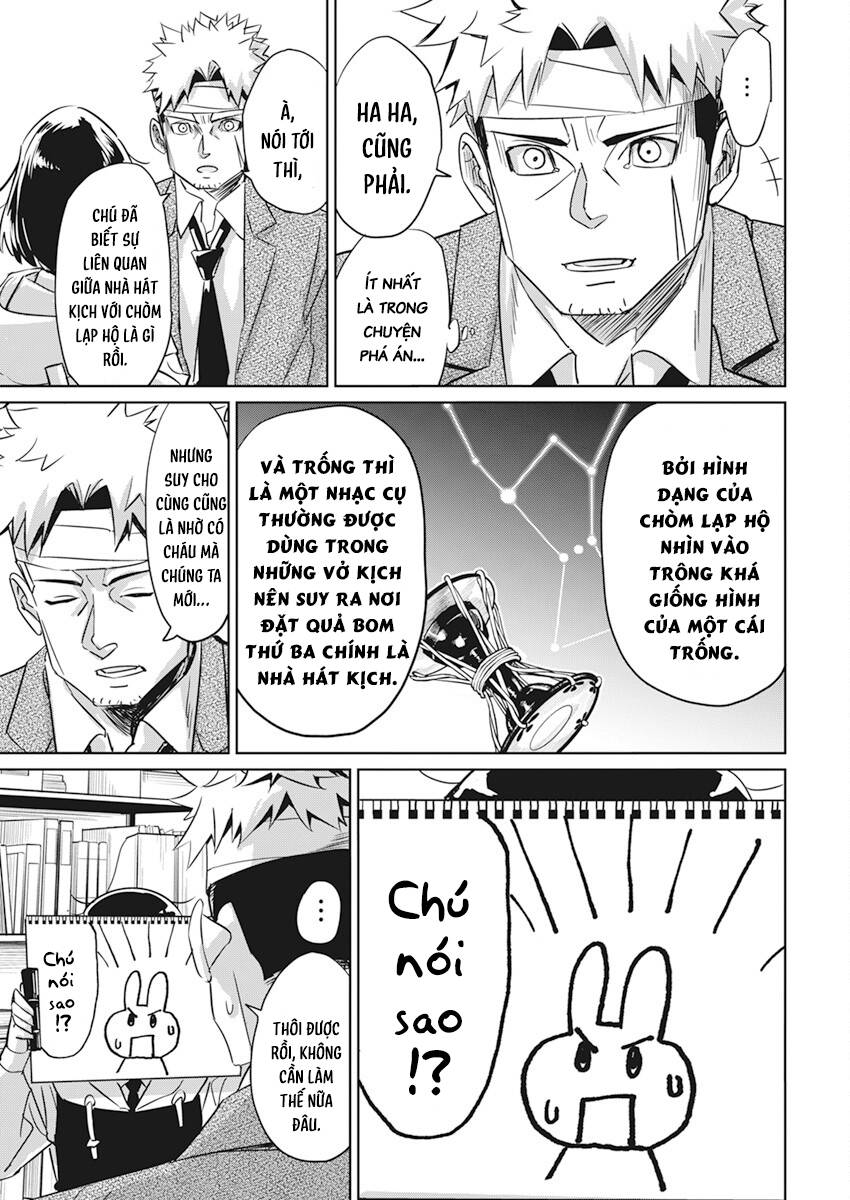 ...
HA HA,
CŨNG
PHẢI.
ÍT NHẤT
LÀ TRONG
CHUYỆN
PHÁ ÁN...
À,
NÓI TỚI
THÌ,
CHÚ ĐÃ
BIẾT SỰ
LIÊN QUAN
GIỮA NHÀ HÁT
KỊCH VỚI CHÒM
LẠP HỘ LÀ GÌ
RỒI.
BỞI HÌNH
DẠNG CỦA
CHÒM LẠP HỘ
NHÌN VÀO
TRÔNG KHÁ
GIỐNG HÌNH
CỦA MỘT CÁI
TRỐNG.
VÀ TRỐNG THÌ
LÀ MỘT NHẠC CỤ
THƯỜNG ĐƯỢC
DÙNG TRONG
NHỮNG VỞ KỊCH
NÊN SUY RA NƠI
ĐẶT QUẢ BOM
THỨ BA CHÍNH LÀ
NHÀ HÁT KỊCH.
NHƯNG
SUY CHO
CÙNG CŨNG
LÀ NHỜ CÓ
CHÁU MÀ
CHÚNG TA
MỚI...
Chú
nói
sao
!?
...
Chú
nói
sao
!?
THÔI ĐƯỢC
RỒI, KHÔNG
CẦN LÀM
THẾ NỮA
ĐÂU.